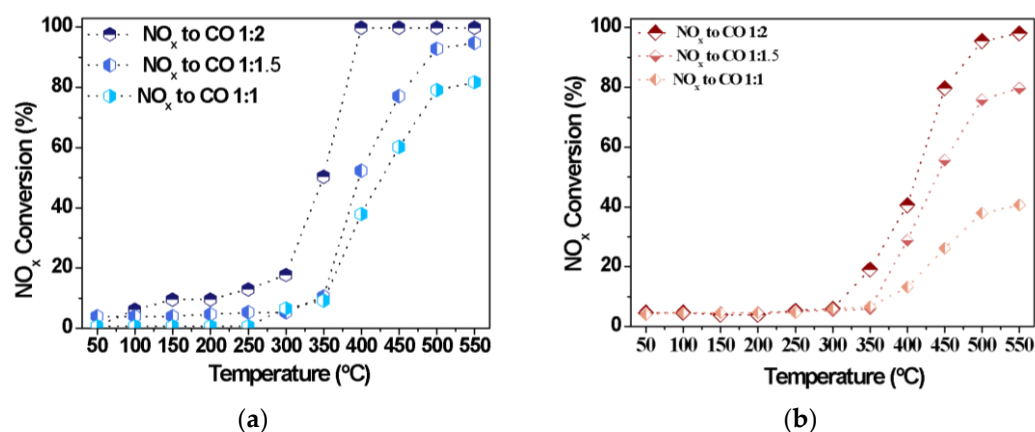 NOx to CO 1:2
NOx to CO 1:1.5
NOx to CO 1:1
NOx Conversion (%)
100
80
60
40
20
0
50 100 150 200 250 300 350 400 450 500 550
Temperature (ºC)
(a)
NOx to CO 1:2
NOx to CO 1:1.5
NOx to CO 1:1
NOx Conversion (%)
100
80
60
40
20
0
50 100 150 200 250 300 350 400 450 500 550
Temperature (ºC)
(b)